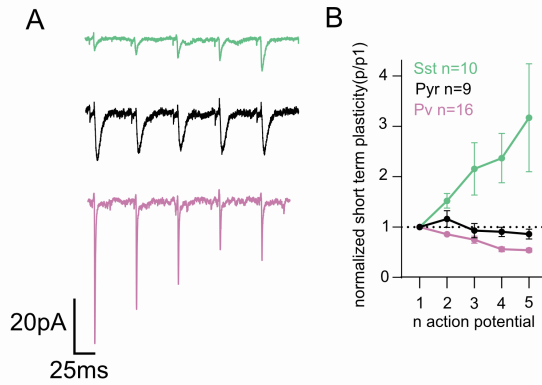 A
20pA
25ms
B
normalized short term plasticity(p/p1)
Sst n=10
Pyr n=9
Pv n=16
4
3
2
1
0
1 2 3 4 5
n action potential